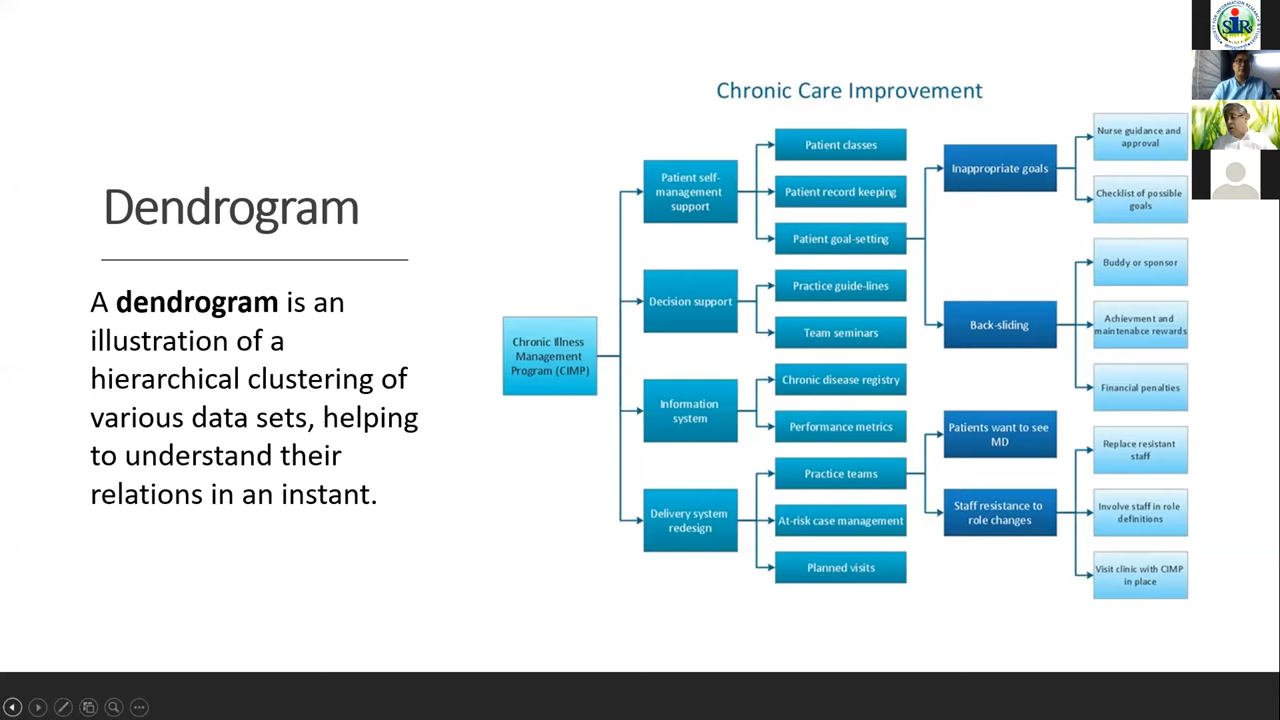 Dendrogram
A dendrogram is an
illustration of a
hierarchical clustering of
various data sets, helping
to understand their
relations in an instant.
Chronic Care Improvement
Chronic Illness
Management
Program (CIMP)
Patient self-
management
support
Decision support
Information
system
Delivery system
redesign
Patient classes
Patient record keeping
Patient goal-setting
Practice guide-lines
Team seminars
Chronic disease registry
Performance metrics
Practice teams
At-risk case management
Planned visits
Inappropriate goals
Back-sliding
Patients want to see
MD
Staff resistance to
role changes
Nurse guidance and
approval
Checklist of possible
goals
Buddy or sponsor
Achievment and
maintenabce rewards
Financial penalties
Replace resistant
staff
Involve staff in role
definitions
Visit clinic with CIMP
in place
SOCIETY FOR INFORMATION RESEARCH &